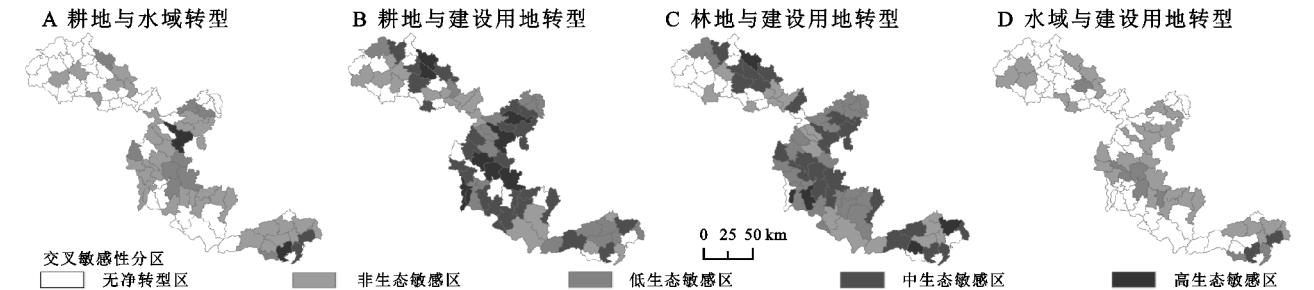 A 耕地与水域转型
B 耕地与建设用地转型
C 林地与建设用地转型
D 水域与建设用地转型
0 25 50 km
交叉敏感性分区
无净转型区
非生态敏感区
低生态敏感区
中生态敏感区
高生态敏感区